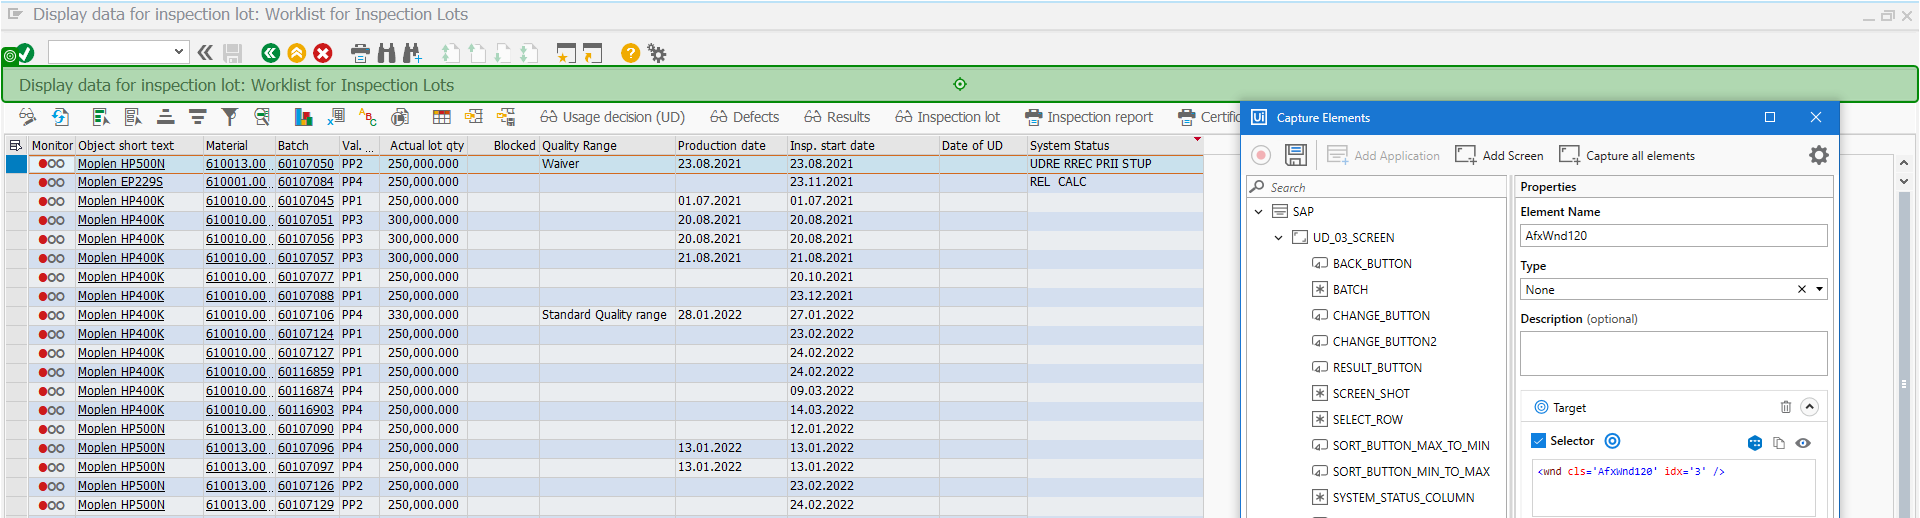 Display data for inspection lot: Worklist for Inspection Lots
Display data for inspection lot: Worklist for Inspection Lots
Usage decision (UD) Defects Results Inspection lot Inspection report Certific
Monitor Object short text Material Batch Val. ... Actual lot qty Blocked Quality Range Production date Insp. start date Date of UD System Status
Moplen HP500N 610013.00 ... 60107050 PP2 250,000.000 Waiver 23.08.2021 23.08.2021 UDRE RREC PRII STUP
Moplen EP229S 610001.00 ... 60107084 PP4 250,000.000 23.11.2021 REL CALC
Moplen HP400K 610010.00 ... 60107045 PP1 250,000.000 01.07.2021 01.07.2021
Moplen HP400K 610010.00 ... 60107051 PP3 300,000.000 20.08.2021 20.08.2021
Moplen HP400K 610010.00 ... 60107056 PP3 300,000.000 20.08.2021 20.08.2021
Moplen HP400K 610010.00 ... 60107057 PP3 300,000.000 21.08.2021 21.08.2021
Moplen HP400K 610010.00 ... 60107077 PP1 250,000.000 20.10.2021
Moplen HP400K 610010.00 ... 60107088 PP1 250,000.000 23.12.2021
Moplen HP400K 610010.00 ... 60107106 PP4 330,000.000 Standard Quality range 28.01.2022 27.01.2022
Moplen HP400K 610010.00 ... 60107124 PP1 250,000.000 23.02.2022
Moplen HP400K 610010.00 ... 60107127 PP1 250,000.000 24.02.2022
Moplen HP400K 610010.00 ... 60116859 PP1 250,000.000 24.02.2022
Moplen HP400K 610010.00 ... 60116874 PP4 250,000.000 09.03.2022
Moplen HP400K 610010.00 ... 60116903 PP4 250,000.000 14.03.2022
Moplen HP500N 610013.00 ... 60107090 PP4 250,000.000 12.01.2022
Moplen HP500N 610013.00 ... 60107096 PP4 250,000.000 13.01.2022 13.01.2022
Moplen HP500N 610013.00 ... 60107097 PP4 250,000.000 13.01.2022 13.01.2022
Moplen HP500N 610013.00 ... 60107126 PP2 250,000.000 23.02.2022
Moplen HP500N 610013.00 ... 60107129 PP2 250,000.000 24.02.2022
Ui Capture Elements
Add Application Add Screen Capture all elements
Search
SAP
UD_03_SCREEN
BACK_BUTTON
BATCH
CHANGE_BUTTON
CHANGE_BUTTON2
RESULT_BUTTON
SCREEN_SHOT
SELECT_ROW
SORT_BUTTON_MAX_TO_MIN
SORT_BUTTON_MIN_TO_MAX
SYSTEM_STATUS_COLUMN
Properties
Element Name
AfxWnd120
Type
None
Description (optional)
Target
Selector
<wnd cls='AfxWnd120' idx='3' />